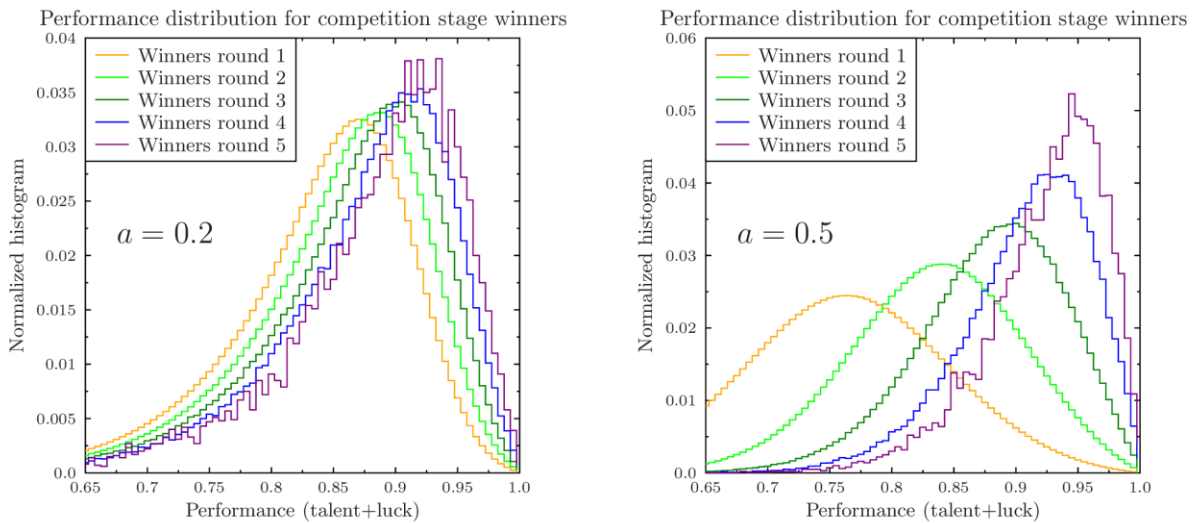 Performance distribution for competition stage winners
0.04
0.035
0.03
0.025
0.02
0.015
0.01
0.005
0.0
Normalized histogram
Winners round 1
Winners round 2
Winners round 3
Winners round 4
Winners round 5
a = 0.2
0.65 0.7 0.75 0.8 0.85 0.9 0.95 1.0
Performance (talent+luck)
Performance distribution for competition stage winners
0.06
0.05
0.04
0.03
0.02
0.01
0.0
Normalized histogram
Winners round 1
Winners round 2
Winners round 3
Winners round 4
Winners round 5
a = 0.5
0.65 0.7 0.75 0.8 0.85 0.9 0.95 1.0
Performance (talent+luck)